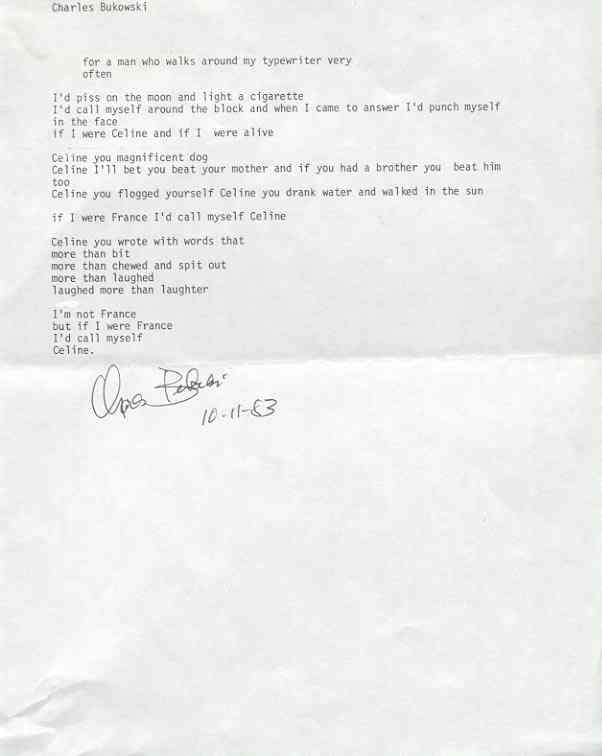 Charles Bukowski
for a man who walks around my typewriter very
often
I'd piss on the moon and light a cigarette
I'd call myself around the block and when I came to answer I'd punch myself
in the face
if I were Celine and if I  were alive
Celine you magnificent dog
Celine I'll bet you beat your mother and if you had a brother you  beat him
too
Celine you flogged yourself Celine you drank water and walked in the sun
if I were France I'd call myself Celine
Celine you wrote with words that
more than bit
more than chewed and spit out
more than laughed
laughed more than laughter
I'm not France
but if I were France
I'd call myself
Celine.
Charles Bukowski
10-11-83